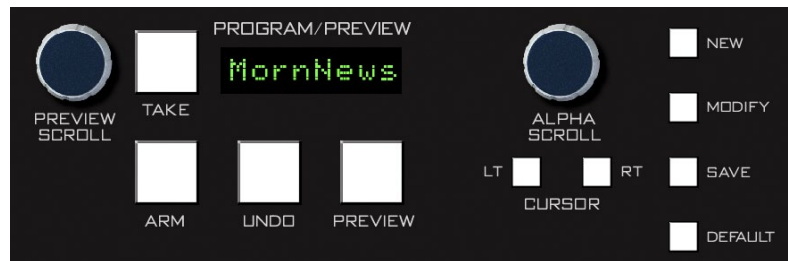 PROGRAM/PREVIEW
MornNews
PREVIEW
SCROLL
TAKE
ARM
UNDO
PREVIEW
ALPHA
SCROLL
LT
RT
CURSOR
NEW
MODIFY
SAVE
DEFAULT